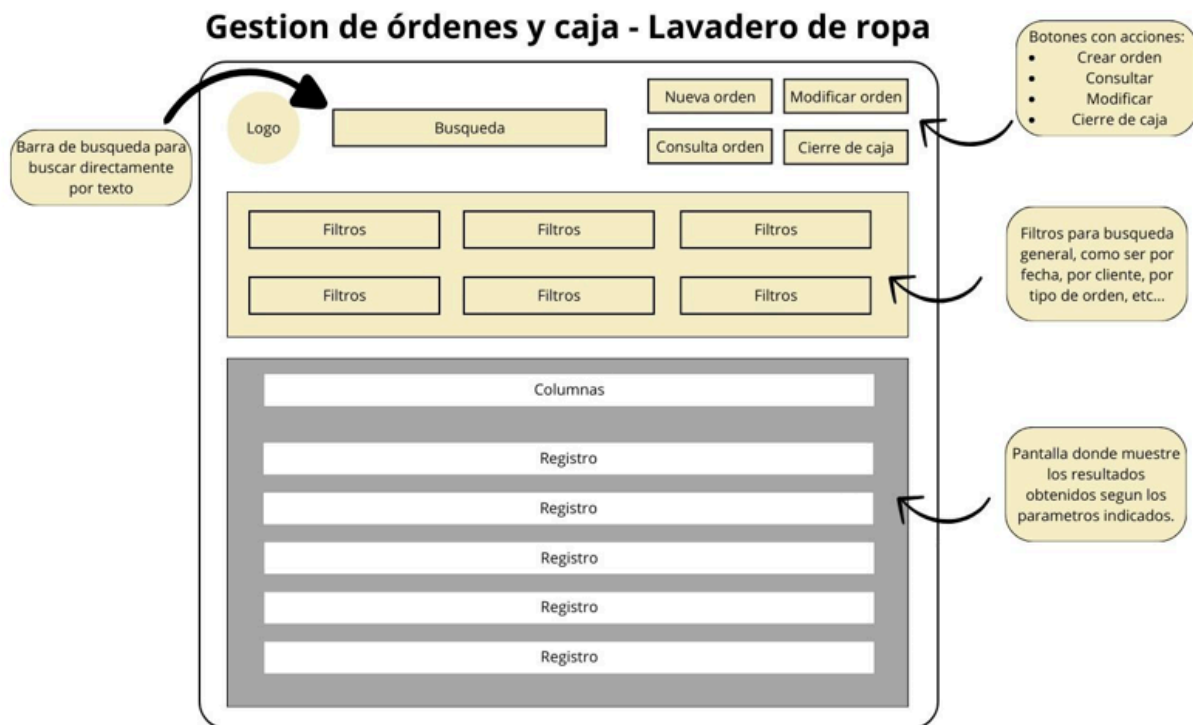 Gestion de órdenes y caja - Lavadero de ropa
Barra de busqueda para
buscar directamente
por texto
Logo
Busqueda
Nueva orden
Modificar orden
Consulta orden
Cierre de caja
Botones con acciones:
• Crear orden
• Consultar
• Modificar
• Cierre de caja
Filtros
Filtros
Filtros
Filtros
Filtros
Filtros
Filtros para busqueda
general, como ser por
fecha, por cliente, por
tipo de orden, etc...
Columnas
Registro
Registro
Registro
Registro
Registro
Pantalla donde muestre
los resultados
obtenidos segun los
parametros indicados.